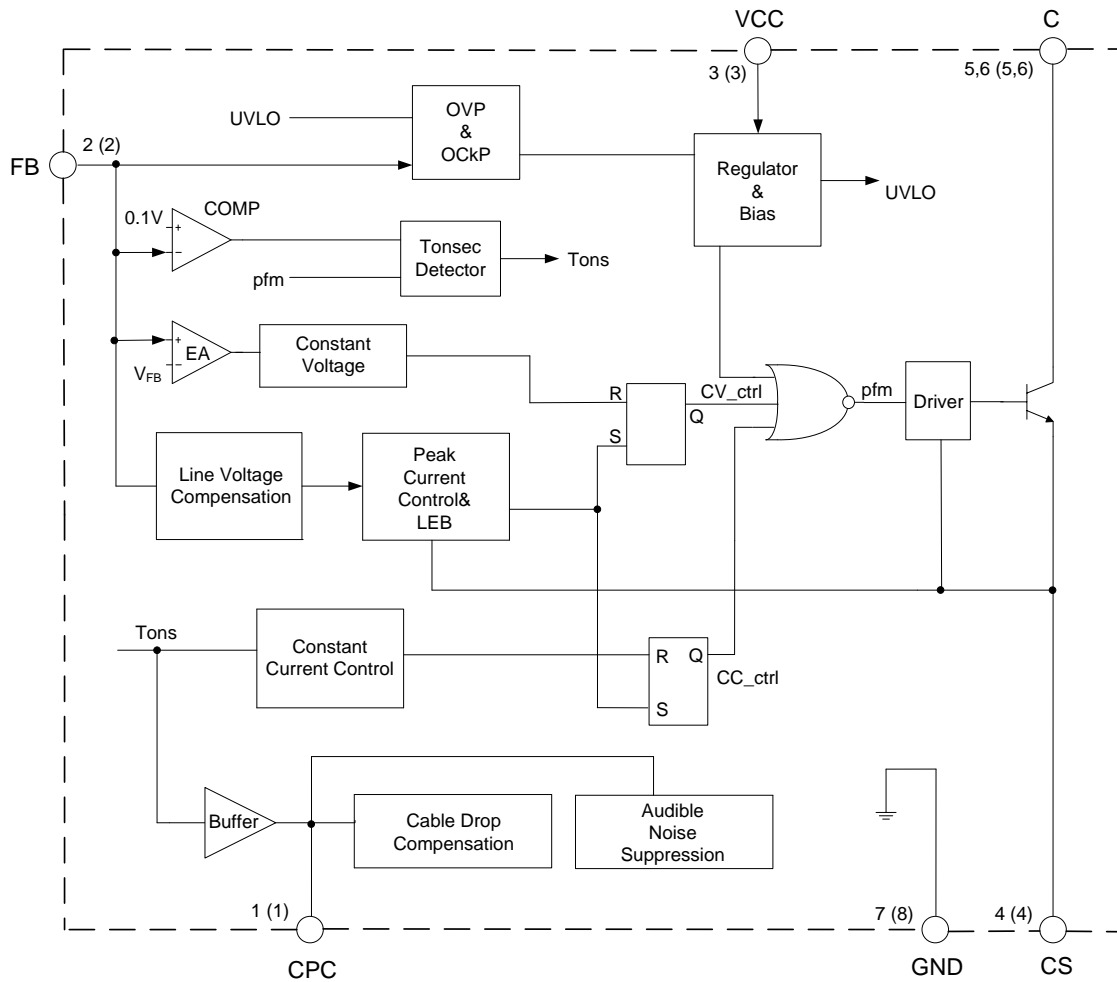 VCC
C
3 (3)
5,6 (5,6)
OVP
&
OCkP
UVLO
2 (2)
FB
Regulator
&
Bias
UVLO
COMP
0.1V
+
−
Tonsec
Detector
Tons
pfm
+
−
EA
VFB
Constant
Voltage
R
S
Q
CV_ctrl
pfm
Driver
Line Voltage
Compensation
Peak
Current
Control&
LEB
Tons
Constant
Current Control
R
Q
S
CC_ctrl
Buffer
Cable Drop
Compensation
Audible
Noise
Suppression
1 (1)
7 (8)
4 (4)
CPC
GND
CS